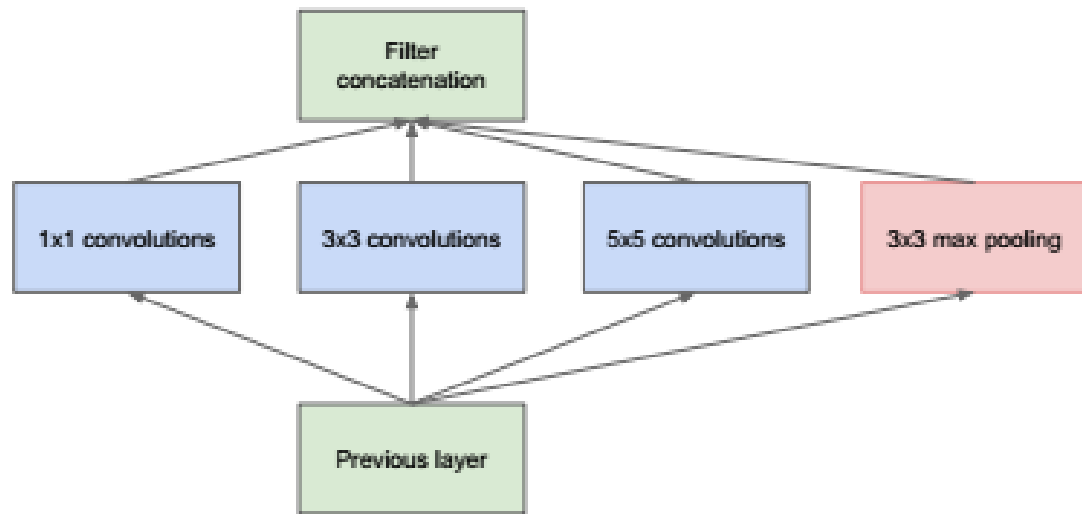 Filter
concatenation
1x1 convolutions
3x3 convolutions
5x5 convolutions
3x3 max pooling
Previous layer